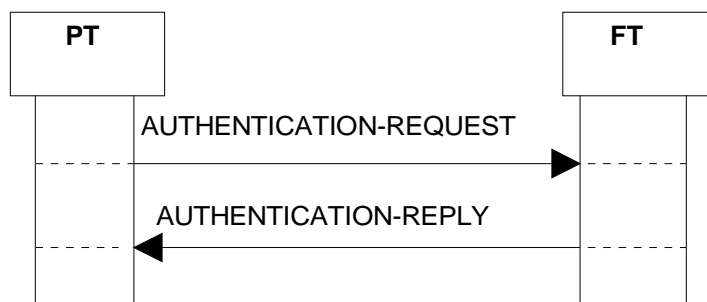 PT
FT
AUTHENTICATION-REQUEST
AUTHENTICATION-REPLY